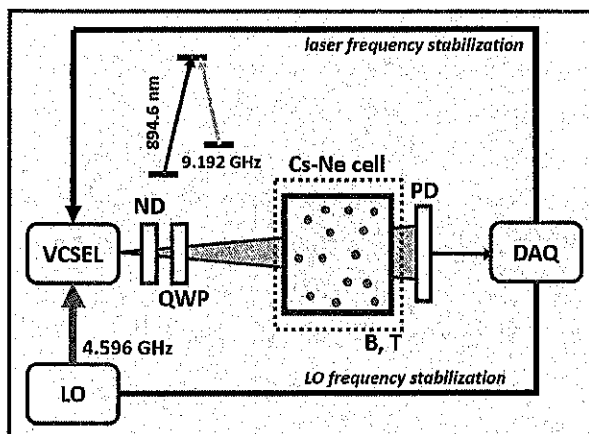 laser frequency stabilization
894.6 nm
9.192 GHz
Cs-Ne cell
ND
PD
VCSEL
DAQ
QWP
B, T
4.596 GHz
LO
LO frequency stabilization